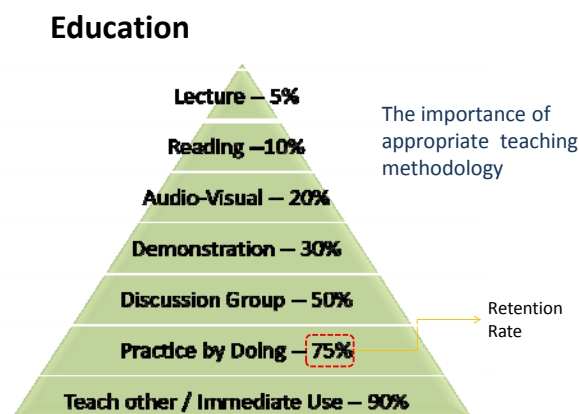 Education
Lecture – 5%
Reading –10%
Audio-Visual – 20%
Demonstration – 30%
Discussion Group – 50%
Practice by Doing – 75%
Teach other / Immediate Use – 90%
The importance of
appropriate teaching
methodology
Retention
Rate